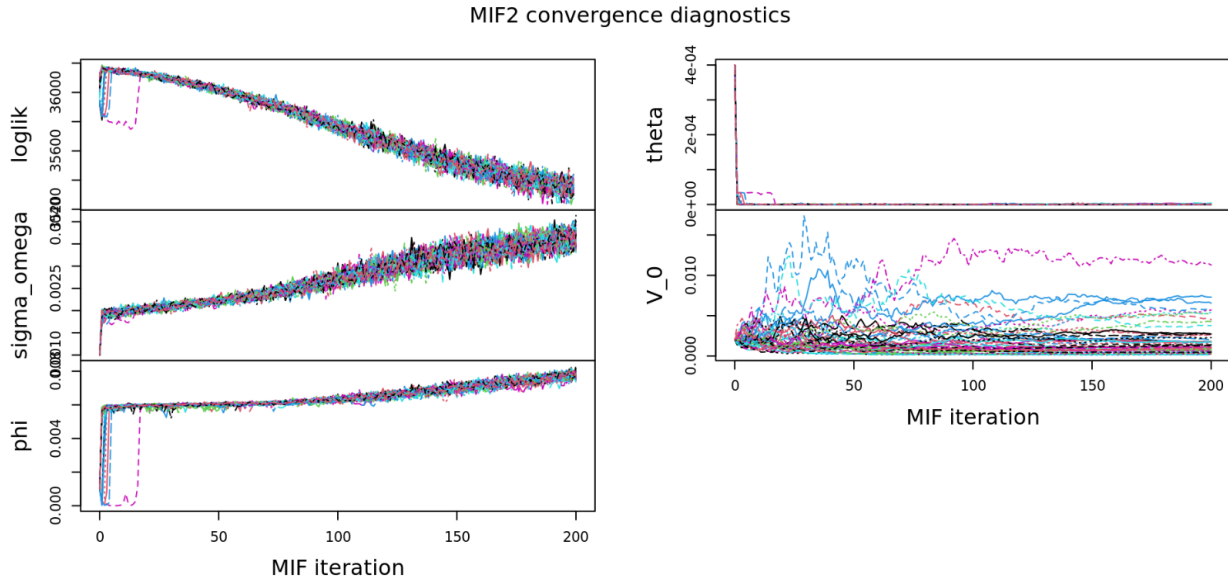 MIF2 convergence diagnostics
loglik
36000
35600
sigma_omega
0.0025
phi
0.004
0.000
0
50
100
150
200
MIF iteration
theta
4e-04
2e-04
0e+00
V_0
0.010
0.000
0
50
100
150
200
MIF iteration